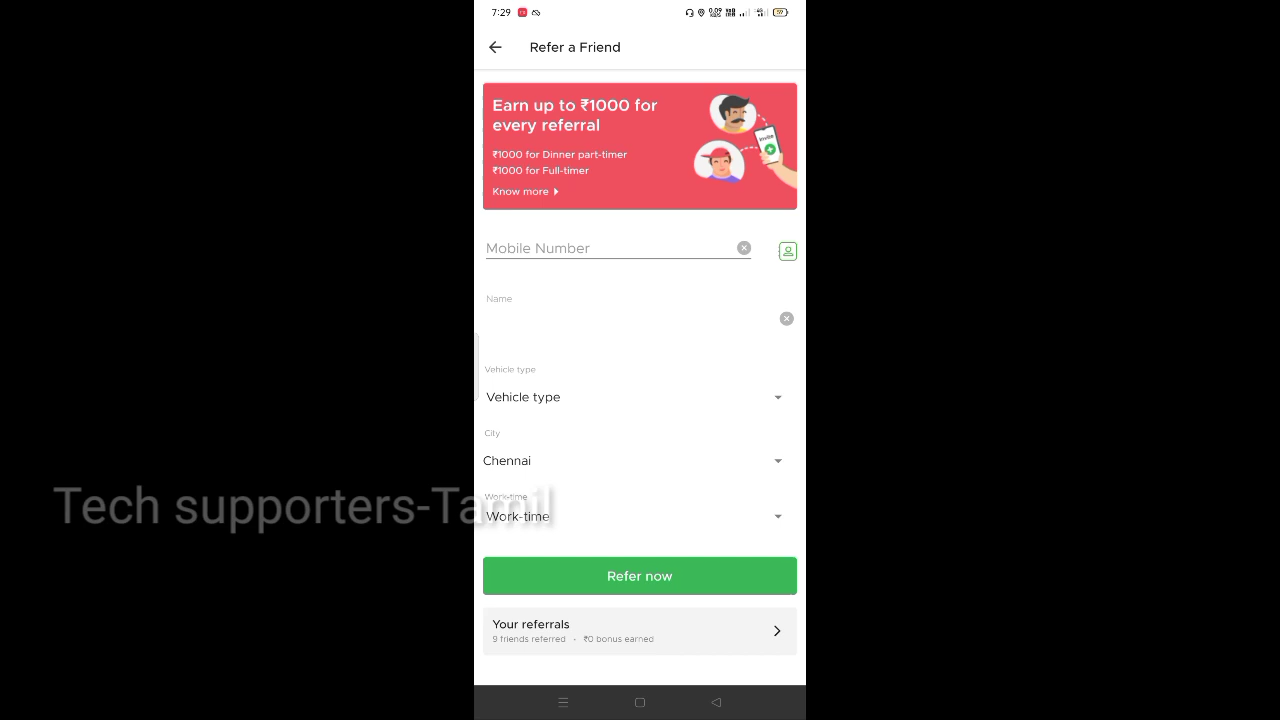 7:29
59
Refer a Friend
Earn up to ₹1000 for
every referral
₹1000 for Dinner part-timer
₹1000 for Full-timer
Know more
Invite
Mobile Number
Name
Vehicle type
Vehicle type
City
Chennai
Work-time
Work-time
Tech supporters-Tamil
Refer now
Your referrals
9 friends referred - ₹0 bonus earned